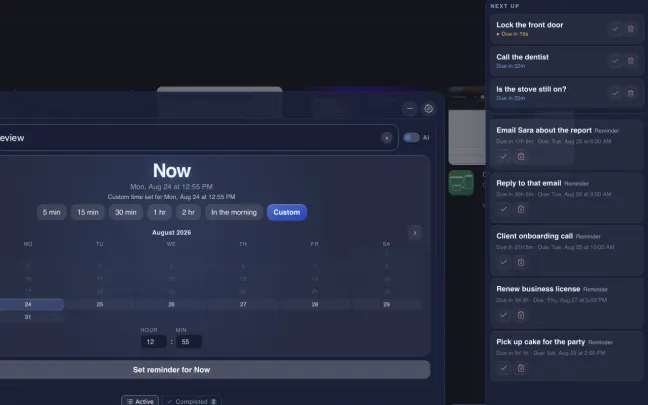 NEXT UP
Lock the front door
Due in 16s
Call the dentist
Due in 22m
Is the stove still on?
Due in 25m
Email Sara about the report Reminder
Due in 17h 9m · Due: Tue, Aug 25 at 6:00 AM
Reply to that email Reminder
Due in 20h 5m · Due: Tue, Aug 25 at 9:00 AM
Client onboarding call Reminder
Due in 21h 5m · Due: Tue, Aug 25 at 10:00 AM
Renew business license Reminder
Due in 3d 3h · Due: Thu, Aug 27 at 5:00 PM
Pick up cake for the party Reminder
Due in 5d 1h · Due: Sat, Aug 29 at 2:00 PM
eview
AI
Now
Mon, Aug 24 at 12:55 PM
Custom time set for Mon, Aug 24 at 12:55 PM
5 min 15 min 30 min 1 hr 2 hr In the morning Custom
August 2026
MO TU WE TH FR SA
24 25 26 27 28 29
31
HOUR MIN
12 : 55
Set reminder for Now
Active Completed 2